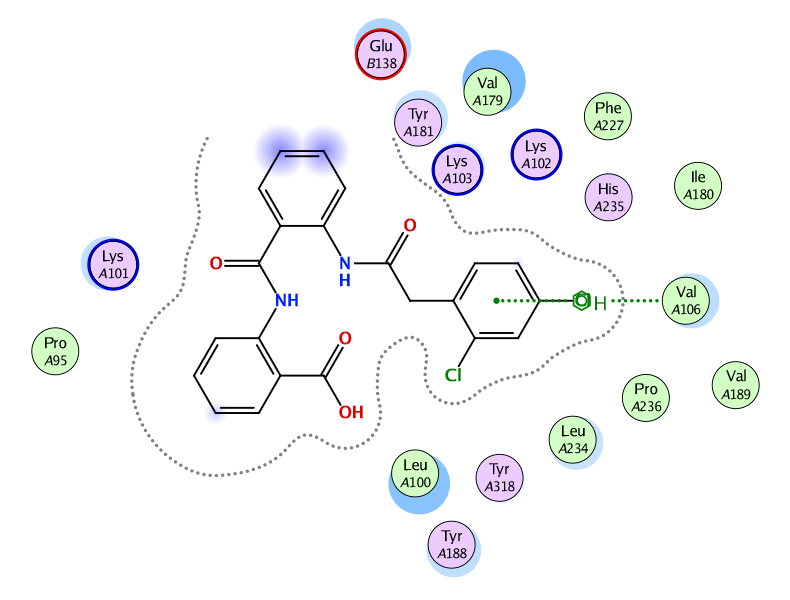 Glu
B138
Val
A179
Phe
A227
Tyr
A181
Lys
A102
Lys
A103
Ile
A180
His
A235
O
Lys
A101
O
N
H
NH
Val
A106
H
O
Pro
A95
Cl
Val
A189
Pro
A236
OH
Leu
A234
Leu
A100
Tyr
A318
Tyr
A188